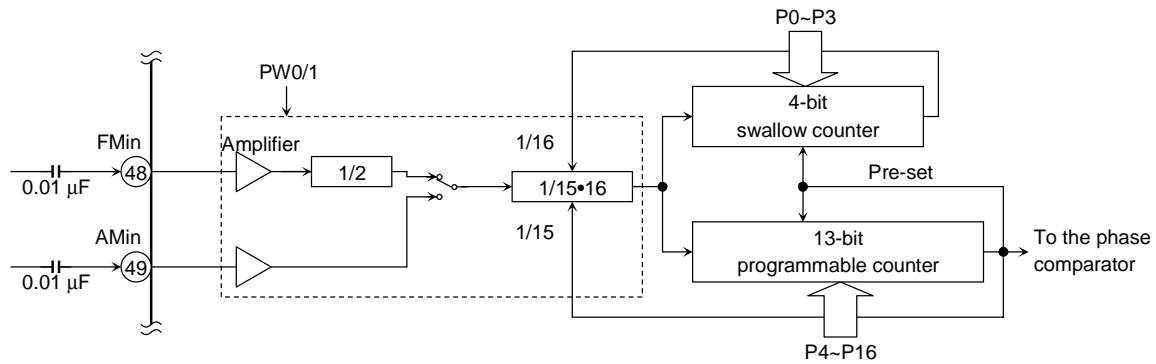 P0~P3
PW0/1
4-bit
swallow counter
FMin
Amplifier
1/16
48
1/2
0.01 μF
Pre-set
1/15•16
AMin
1/15
13-bit
programmable counter
To the phase
comparator
49
0.01 μF
P4~P16